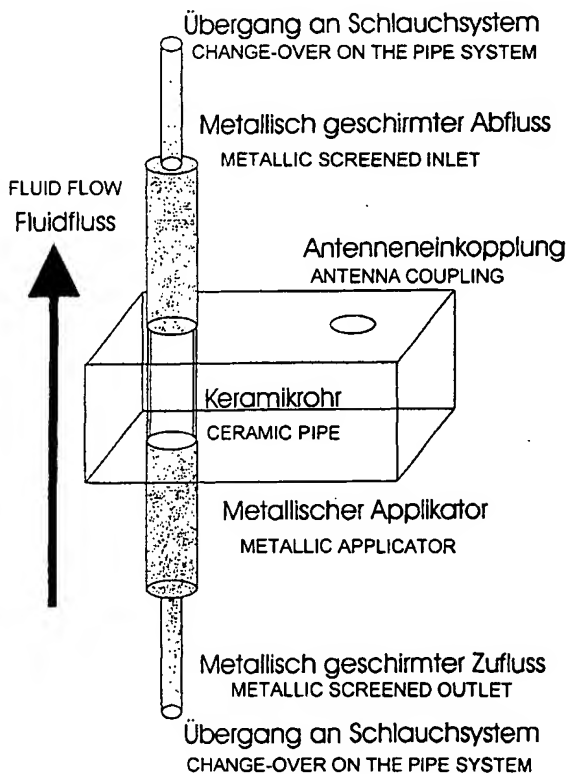 Übergang an Schlauchsystem
CHANGE-OVER ON THE PIPE SYSTEM
Metallisch geschirmter Abfluss
METALLIC SCREENED INLET
FLUID FLOW
Fluidfluss
Antenneneinkopplung
ANTENNA COUPLING
Keramikrohr
CERAMIC PIPE
Metallischer Applikator
METALLIC APPLICATOR
Metallisch geschirmter Zufluss
METALLIC SCREENED OUTLET
Übergang an Schlauchsystem
CHANGE-OVER ON THE PIPE SYSTEM